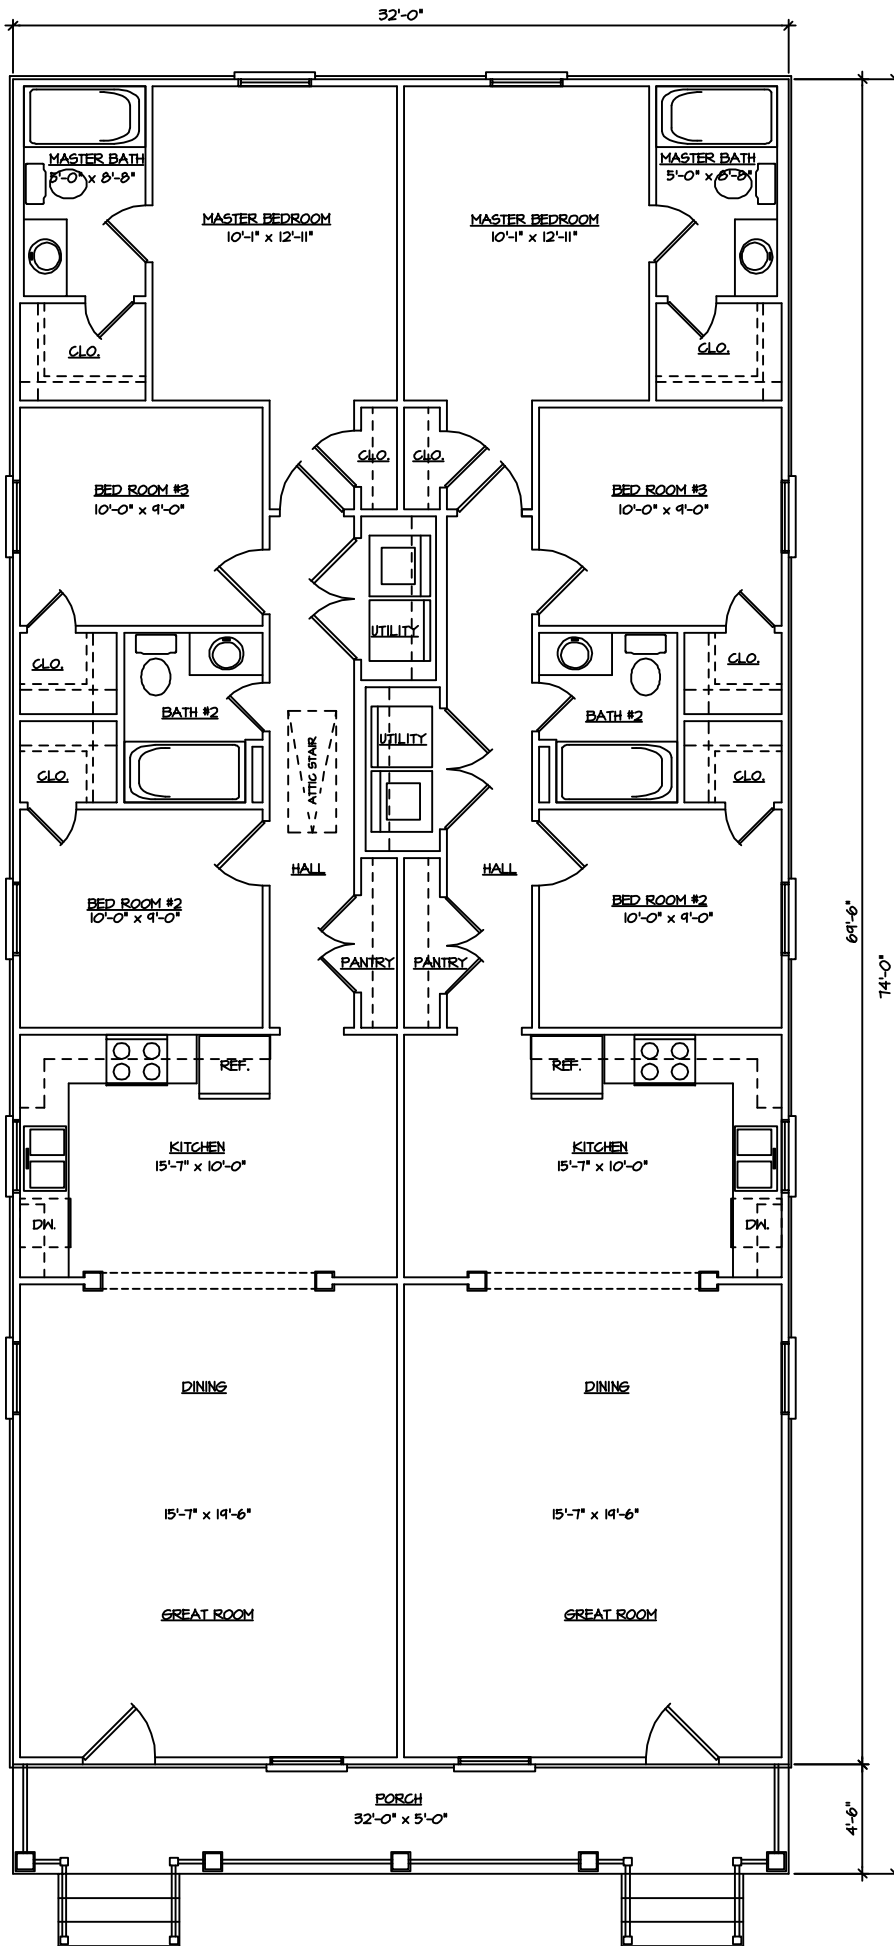 32'-0"
MASTER BATH
5'-0" x 8'-8"
MASTER BATH
5'-0" x 8'-8"
MASTER BEDROOM
10'-1" x 12'-11"
MASTER BEDROOM
10'-1" x 12'-11"
CLO.
CLO.
CLO.
CLO.
BED ROOM #3
10'-0" x 9'-0"
BED ROOM #3
10'-0" x 9'-0"
UTILITY
CLO.
CLO.
BATH #2
BATH #2
UTILITY
ATTIC STAIR
CLO.
CLO.
HALL
HALL
BED ROOM #2
10'-0" x 9'-0"
BED ROOM #2
10'-0" x 9'-0"
69'-6"
74'-0"
PANTRY
PANTRY
REF.
REF.
KITCHEN
15'-7" x 10'-0"
KITCHEN
15'-7" x 10'-0"
DW.
DW.
DINING
DINING
15'-7" x 19'-6"
15'-7" x 19'-6"
GREAT ROOM
GREAT ROOM
PORCH
32'-0" x 5'-0"
4'-6"